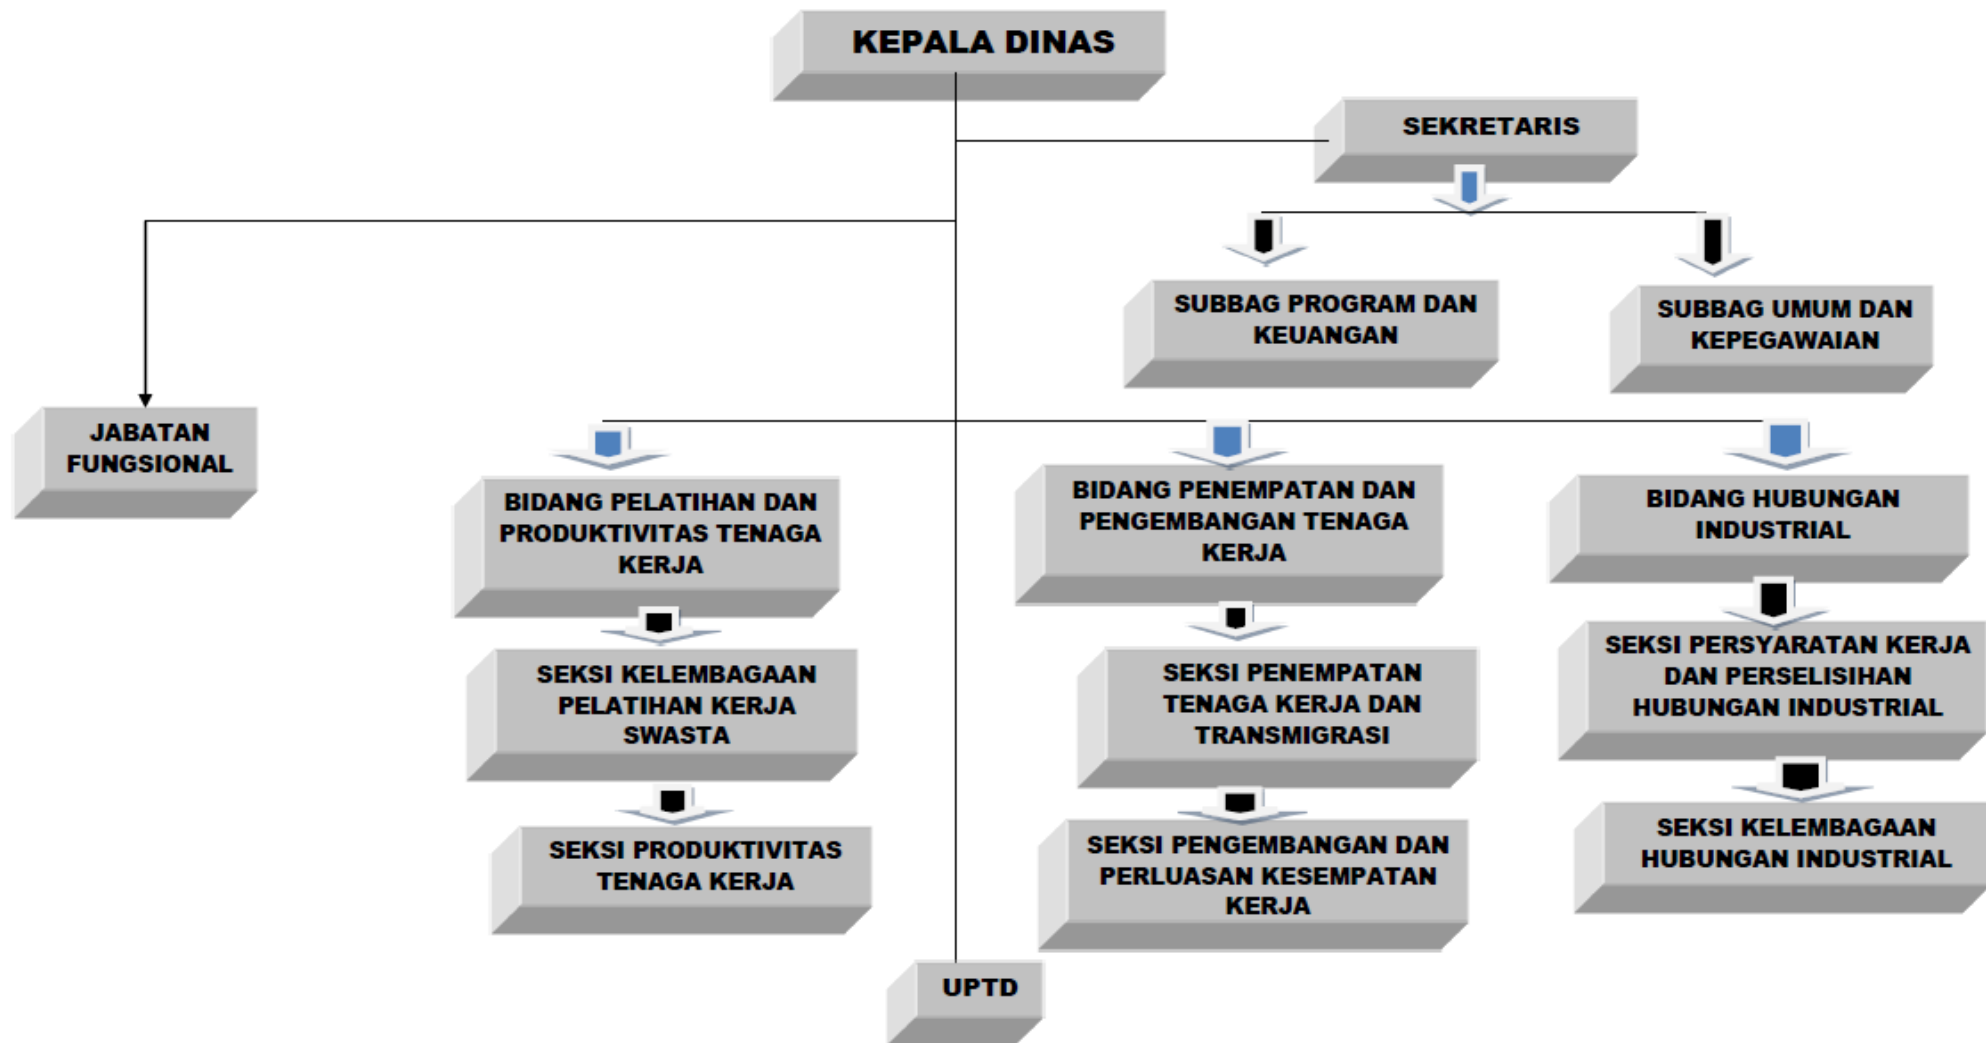 KEPALA DINAS
SEKRETARIS
SUBBAG PROGRAM DAN
KEUANGAN
SUBBAG UMUM DAN
KEPEGAWAIAN
JABATAN
FUNGSIONAL
BIDANG PELATIHAN DAN
PRODUKTIVITAS TENAGA
KERJA
BIDANG PENEMPATAN DAN
PENGEMBANGAN TENAGA
KERJA
BIDANG HUBUNGAN
INDUSTRIAL
SEKSI KELEMBAGAAN
PELATIHAN KERJA
SWASTA
SEKSI PENEMPATAN
TENAGA KERJA DAN
TRANSMIGRASI
SEKSI PERSYARATAN KERJA
DAN PERSELISIHAN
HUBUNGAN INDUSTRIAL
SEKSI PRODUKTIVITAS
TENAGA KERJA
SEKSI PENGEMBANGAN DAN
PERLUASAN KESEMPATAN
KERJA
SEKSI KELEMBAGAAN
HUBUNGAN INDUSTRIAL
UPTD